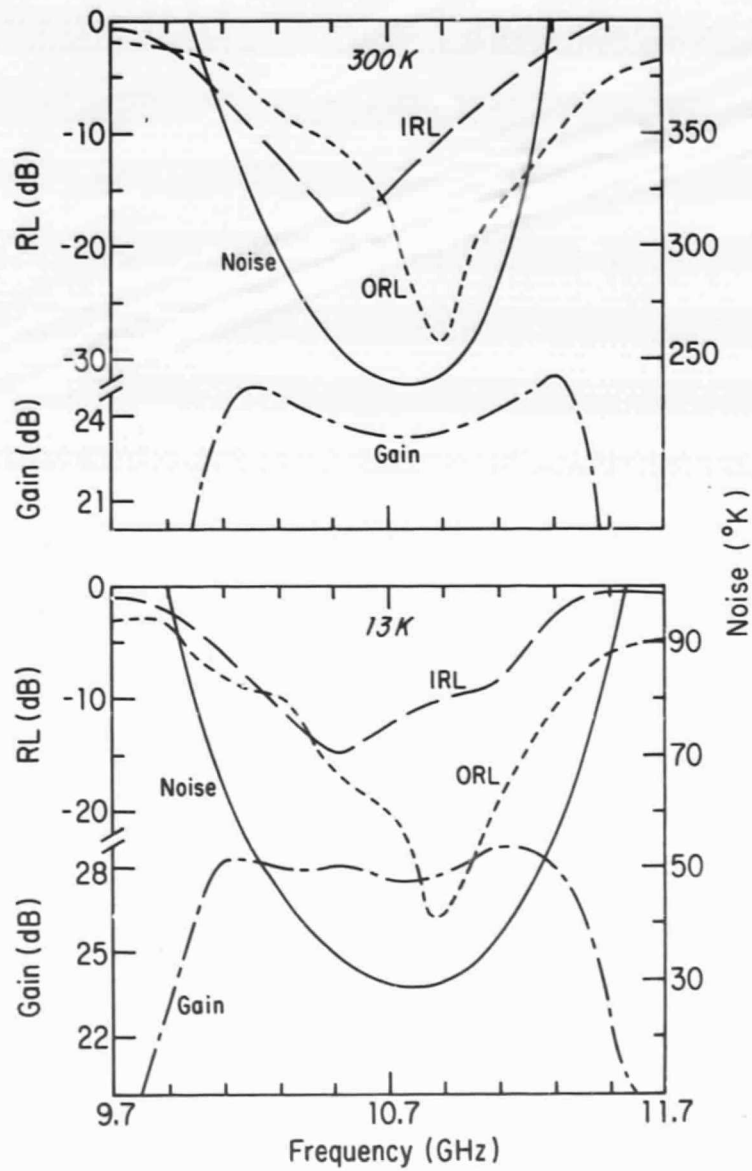 0
-10
-20
-30
RL (dB)
24
21
Gain (dB)
300 K
IRL
ORL
Noise
Gain
350
300
250
Noise (°K)
0
-10
-20
RL (dB)
28
25
22
Gain (dB)
13 K
IRL
ORL
Noise
Gain
90
70
50
30
9.7
10.7
11.7
Frequency (GHz)